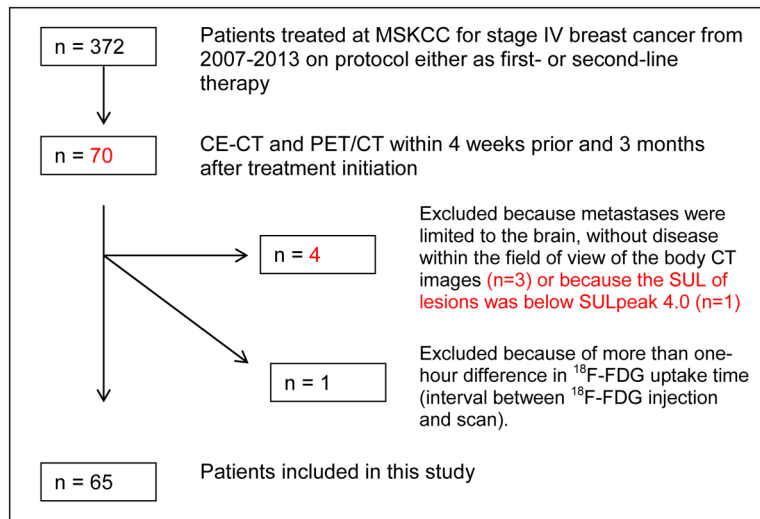 n = 372
Patients treated at MSKCC for stage IV breast cancer from
2007-2013 on protocol either as first- or second-line
therapy
n = 70
CE-CT and PET/CT within 4 weeks prior and 3 months
after treatment initiation
n = 4
Excluded because metastases were
limited to the brain, without disease
within the field of view of the body CT
images (n=3) or because the SUL of
lesions was below SULpeak 4.0 (n=1)
n = 1
Excluded because of more than one-
hour difference in ¹⁸F-FDG uptake time
(interval between ¹⁸F-FDG injection
and scan).
n = 65
Patients included in this study